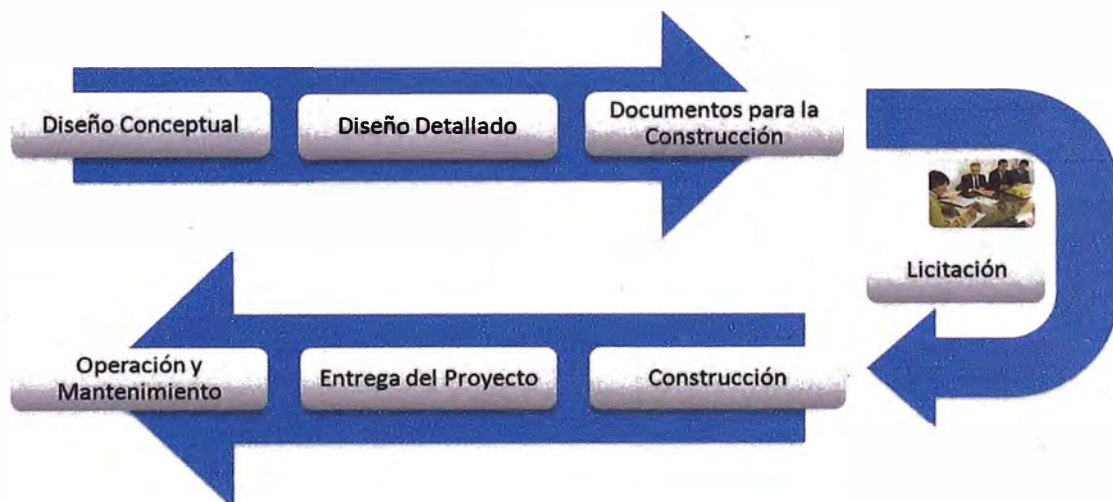 Diseño Conceptual
Diseño Detallado
Documentos para la
Construcción
Licitación
Construcción
Entrega del Proyecto
Operación y
Mantenimiento